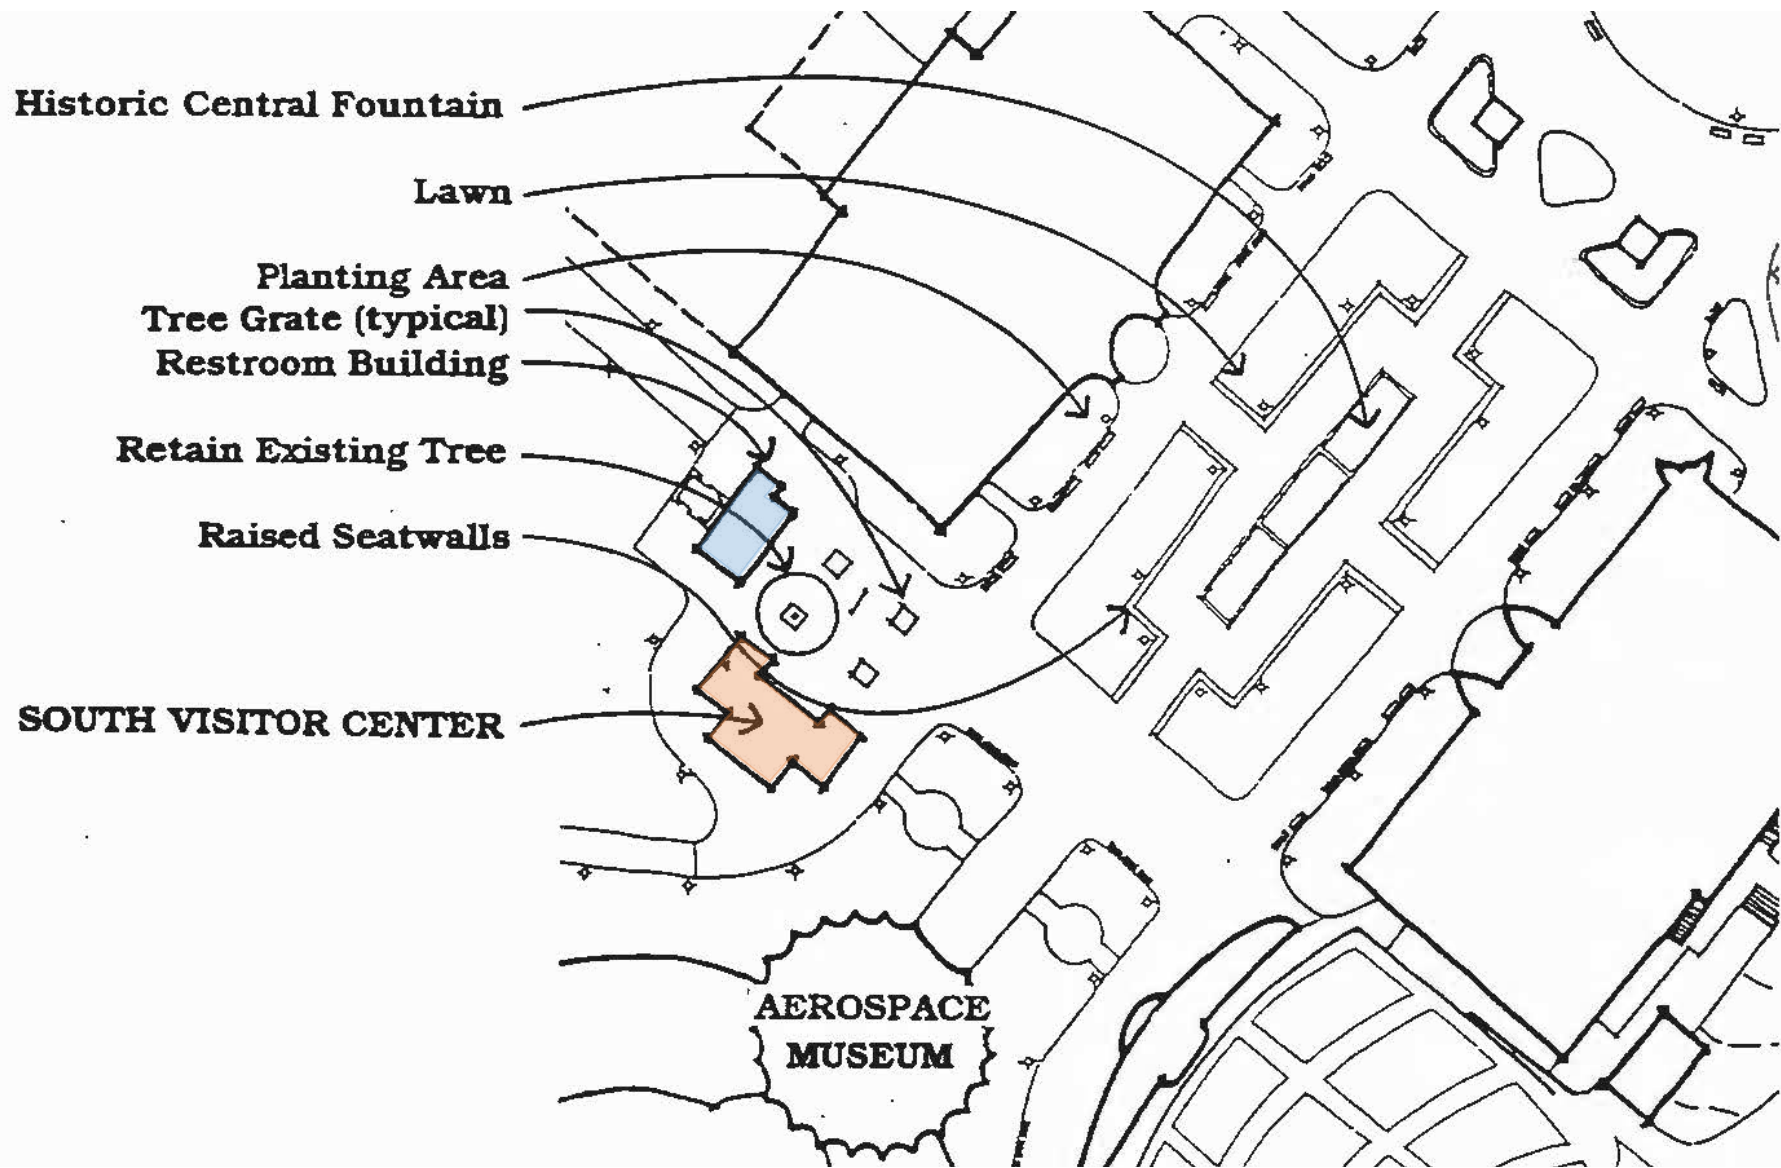 Historic Central Fountain
Lawn
Planting Area
Tree Grate (typical)
Restroom Building
Retain Existing Tree
Raised Seatwalls
SOUTH VISITOR CENTER
AEROSPACE
MUSEUM